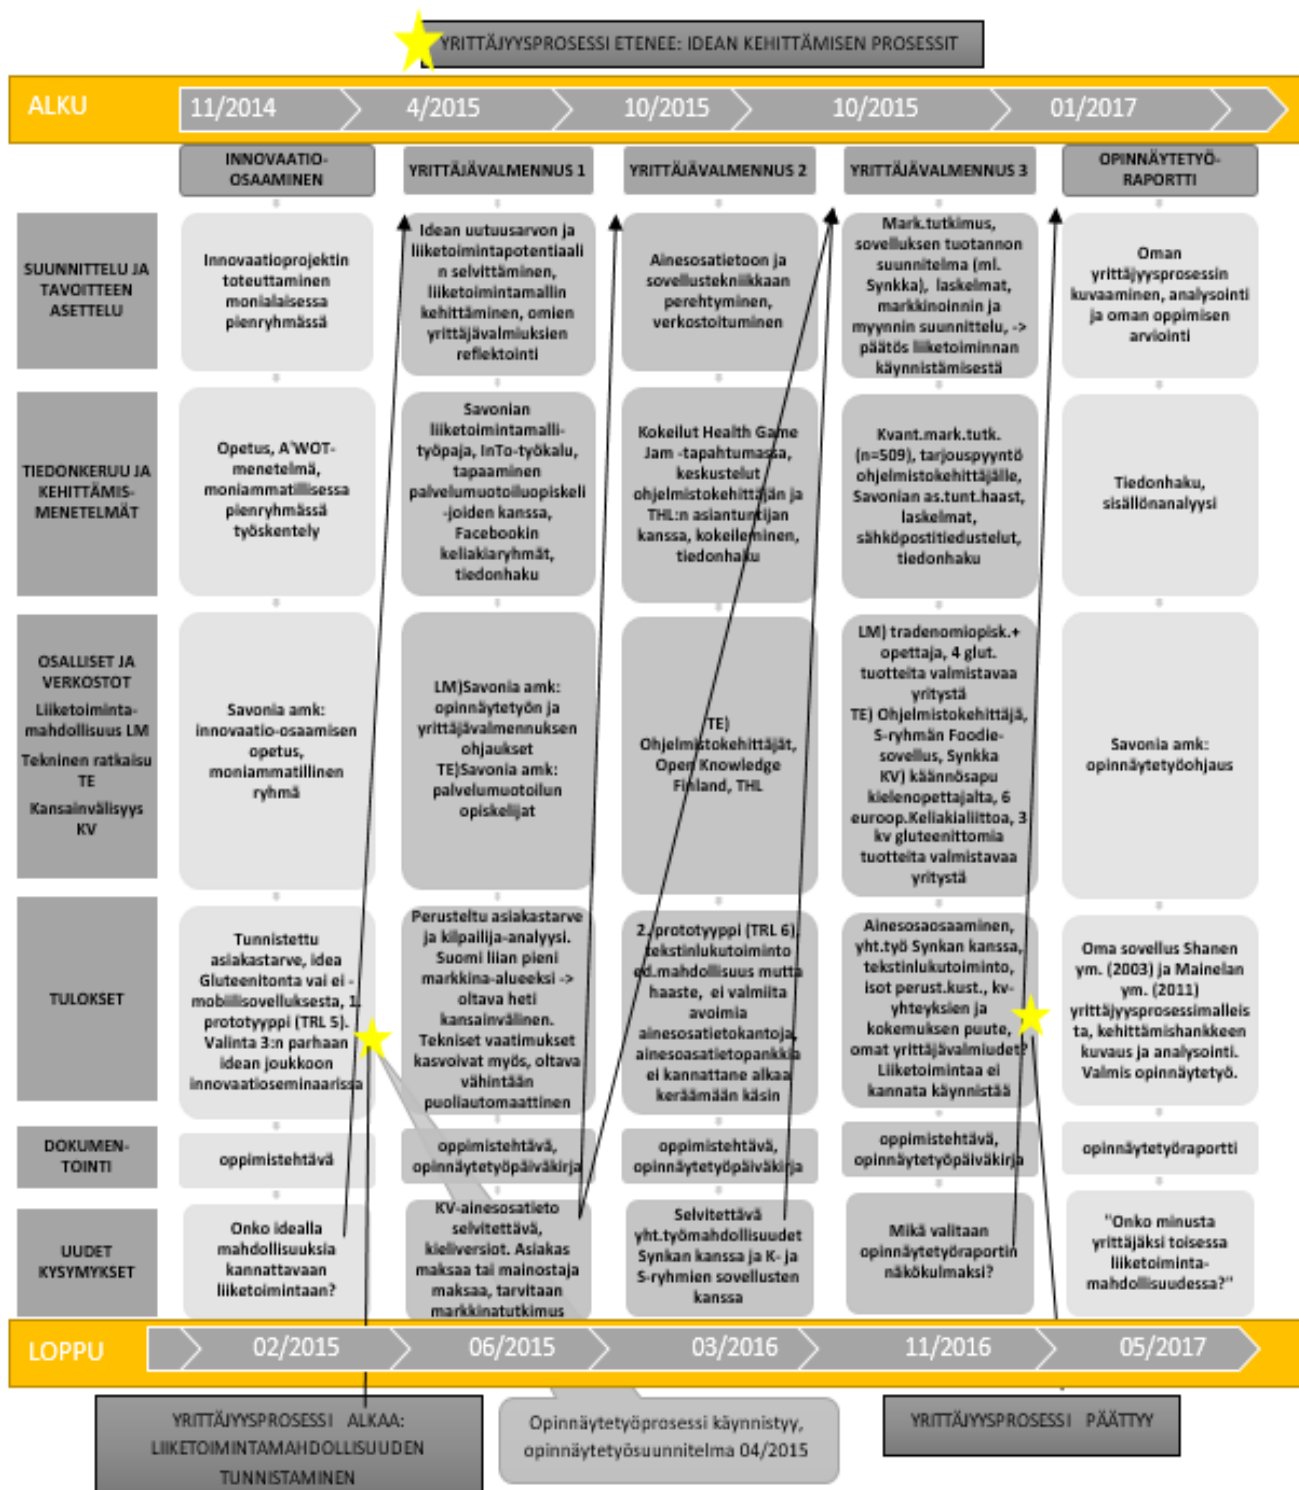 YRITTÄJYYSPROSESSI ETENEE: IDEAN KEHITTÄMISEN PROSESSIT
ALKU
11/2014
4/2015
10/2015
10/2015
01/2017
INNOVAATIO-
OSAAMINEN
YRITTÄJÄVALMENNUS 1
YRITTÄJÄVALMENNUS 2
YRITTÄJÄVALMENNUS 3
OPINNÄYTETYÖ-
RAPORTTI
SUUNNITTELU JA
TAVOITTEEN
ASETTELU
Innovaatioprojektin
toteuttaminen
monialaisessa
pienryhmässä
Idean uutuusarvon ja
liiketoimintapotentiaali
n selvittäminen,
liiketoimintamallin
kehittäminen, omien
yrittäjävalmiuksien
reflektointi
Ainesosatietoon ja
sovellustekniikkaan
perehtyminen,
verkostoituminen
Mark.tutkimus,
sovelluksen tuotannon
suunnitelma (ml.
Synkka), laskelmat,
markkinoinnin ja
myynnin suunnittelu, ->
päätös liiketoiminnan
käynnistämisestä
Oman
yrittäjyysprosessin
kuvaaminen, analysointi
ja oman oppimisen
arviointi
TIEDONKERUU JA
KEHITTÄMIS-
MENETELMÄT
Opetus, A'WOT-
menetelmä,
moniammatillisessa
pienryhmässä
työskentely
Savonian
liiketoimintamalli-
työpaja, InTo-työkalu,
tapaaminen
palvelumuotoiluopiskeli
-joiden kanssa,
Facebookin
keliakiaryhmät,
tiedonhaku
Kokeilut Health Game
Jam -tapahtumassa,
keskustelut
ohjelmistokehittäjän ja
THL:n asiantuntijan
kanssa, kokeileminen,
tiedonhaku
Kvant.mark.tutk.
(n=509), tarjouspyyntö
ohjelmistokehittäjälle,
Savonian as.tunt.haast,
laskelmat,
sähköpostitiedustelut,
tiedonhaku
Tiedonhaku,
sisällönanalyysi
OSALLISET JA
VERKOSTOT
Liiketoiminta-
mahdollisuus LM
Tekninen ratkaisu
TE
Kansainvälisyys
KV
Savonia amk:
innovaatio-osaamisen
opetus,
moniammatillinen
ryhmä
LM)Savonia amk:
opinnäytetyön ja
yrittäjävalmennuksen
ohjaukset
TE)Savonia amk:
palvelumuotoilun
opiskelijat
TE)
Ohjelmistokehittäjät,
Open Knowledge
Finland, THL
LM) tradenomiopisk.+
opettaja, 4 glut.
tuotteita valmistavaa
yritystä
TE) Ohjelmistokehittäjä,
S-ryhmän Foodie-
sovellus, Synkka
KV) käännösapu
kielenopettajalta, 6
euroop.Keliakialiittoa, 3
kv gluteenittomia
tuotteita valmistavaa
yritystä
Savonia amk:
opinnäytetyöohjaus
TULOKSET
Tunnistettu
asiakastarve, idea
Gluteenitonta vai ei -
mobiilisovelluksesta, 1.
prototyyppi (TRL 5).
Valinta 3:n parhaan
idean joukkoon
innovaatioseminaarissa
Perusteltu asiakastarve
ja kilpailija-analyysi.
Suomi liian pieni
markkina-alueeksi ->
oltava heti
kansainvälinen.
Tekniset vaatimukset
kasvoivat myös, oltava
vähintään
puoliautomaattinen
2. prototyyppi (TRL 6),
tekstinlukutoiminto
ed.mahdollisuus mutta
haaste, ei valmiita
avoimia
ainesosatietokantoja,
ainesoasatietopankkia
ei kannattane alkaa
keräämään käsin
Ainesosaosaaminen,
yht.työ Synkan kanssa,
tekstinlukutoiminto,
isot perust.kust., kv-
yhteyksien ja
kokemuksen puute,
omat yrittäjävalmiudet?
Liiketoimintaa ei
kannata käynnistää
Oma sovellus Shanen
ym. (2003) ja Mainelan
ym. (2011)
yrittäjyysprosessimalleis
ta, kehittämishankkeen
kuvaus ja analysointi.
Valmis opinnäytetyö.
DOKUMEN-
TOINTI
oppimistehtävä
oppimistehtävä,
opinnäytetyöpäiväkirja
oppimistehtävä,
opinnäytetyöpäiväkirja
oppimistehtävä,
opinnäytetyöpäiväkirja
opinnäytetyöraportti
UUDET
KYSYMYKSET
Onko idealla
mahdollisuuksia
kannattavaan
liiketoimintaan?
KV-ainesosatieto
selvitettävä,
kieliversiot. Asiakas
maksaa tai mainostaja
maksaa, tarvitaan
markkinatutkimus
Selvitettävä
yht.työmahdollisuudet
Synkan kanssa ja K- ja
S-ryhmien sovellusten
kanssa
Mikä valitaan
opinnäytetyöraportin
näkökulmaksi?
"Onko minusta
yrittäjäksi toisessa
liiketoiminta-
mahdollisuudessa?"
LOPPU
02/2015
06/2015
03/2016
11/2016
05/2017
YRITTÄJYYSPROSESSI ALKAA:
LIIKETOIMINTAMAHDOLLISUUDEN
TUNNISTAMINEN
Opinnäytetyöprosessi käynnistyy,
opinnäytetyösuunnitelma 04/2015
YRITTÄJYYSPROSESSI PÄÄTTYY